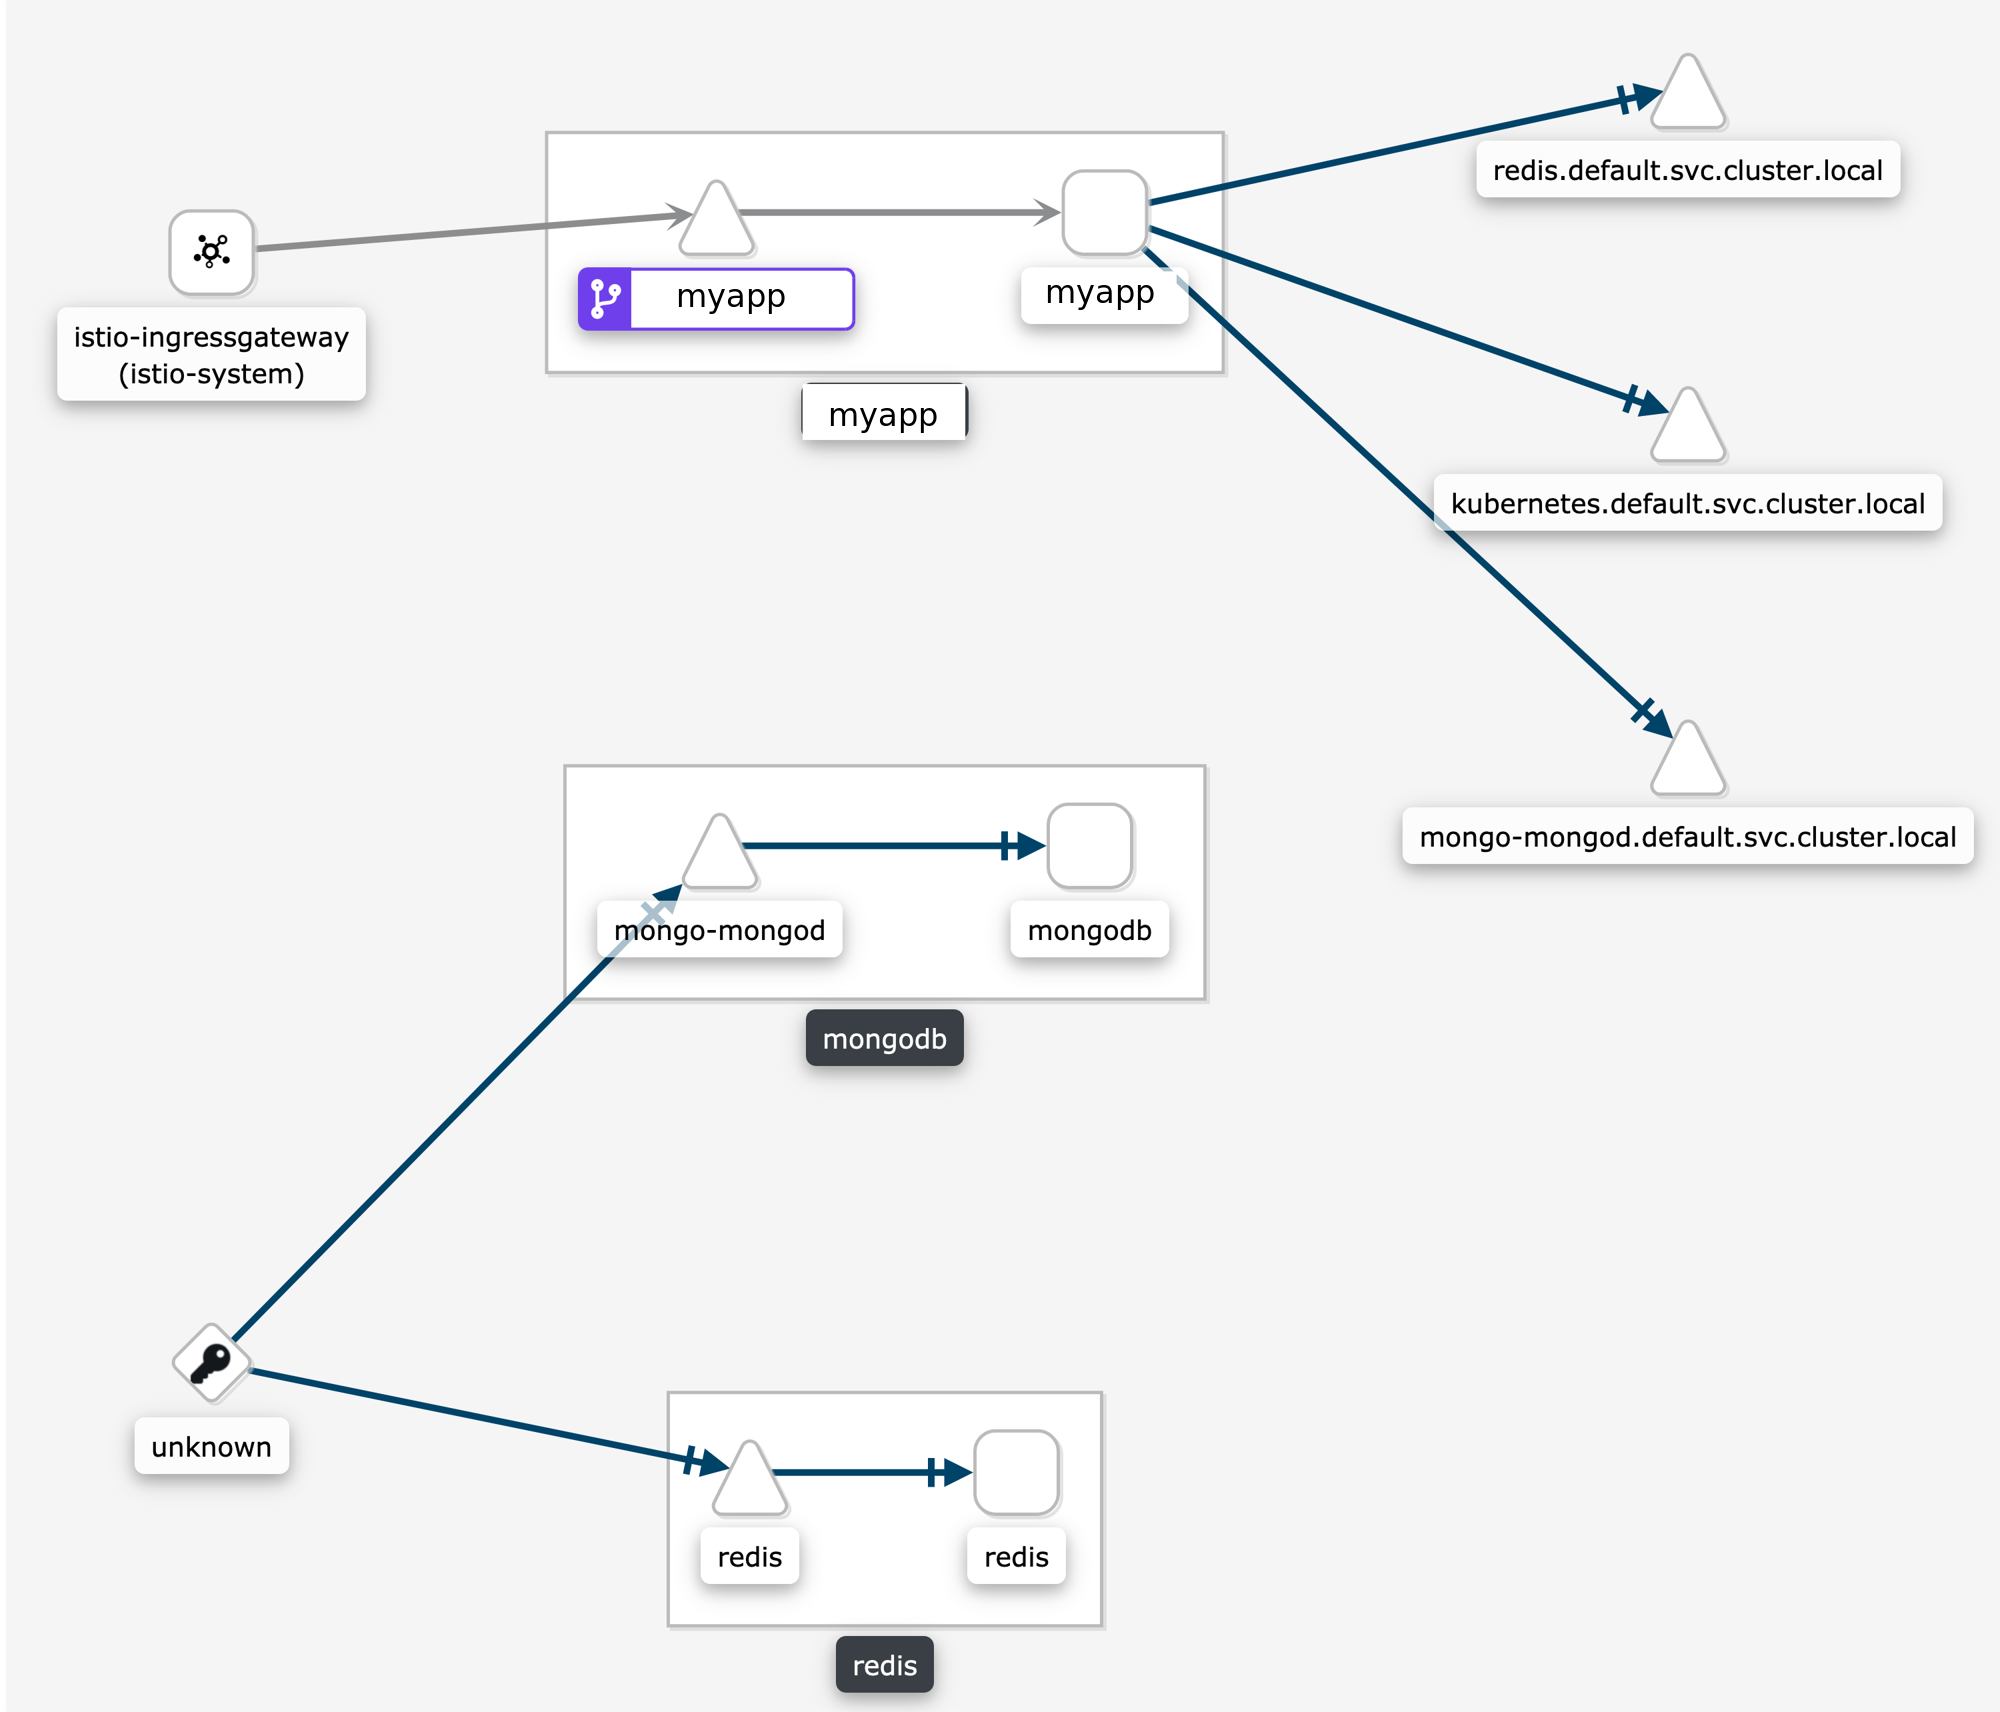 redis.default.svc.cluster.local
istio-ingressgateway
(istio-system)
myapp
myapp
myapp
kubernetes.default.svc.cluster.local
mongo-mongod.default.svc.cluster.local
mongo-mongod
mongodb
mongodb
unknown
redis
redis
redis